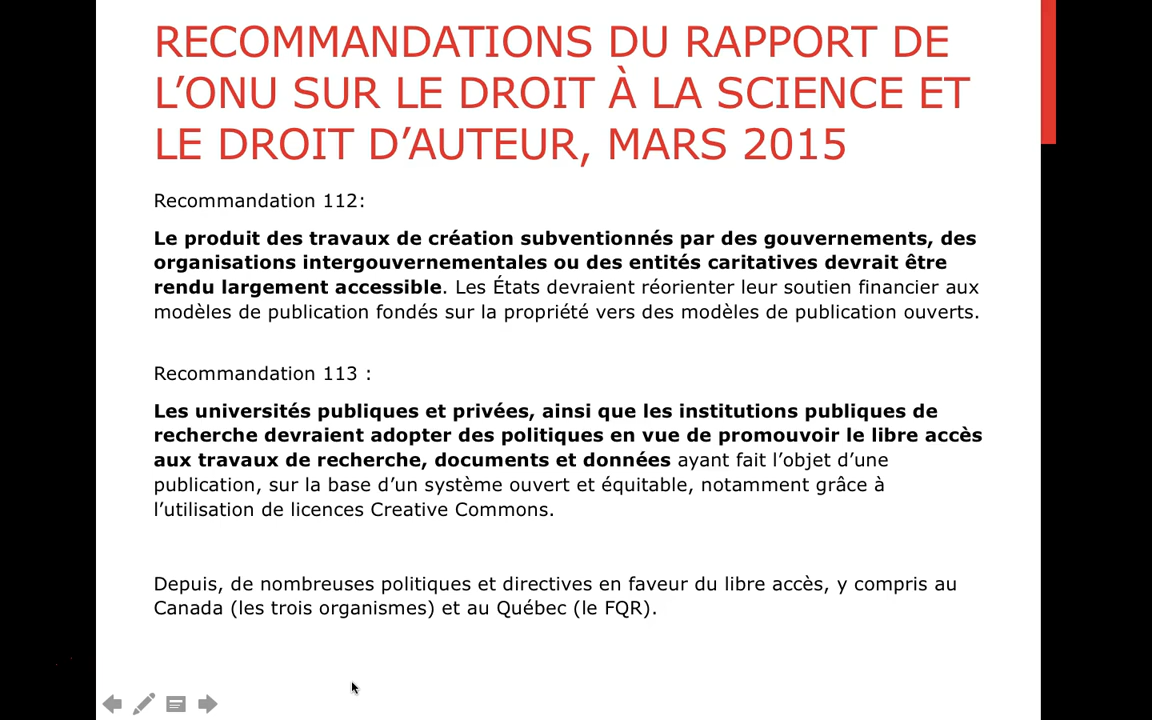 RECOMMANDATIONS DU RAPPORT DE
L’ONU SUR LE DROIT À LA SCIENCE ET
LE DROIT D’AUTEUR, MARS 2015
Recommandation 112:
Le produit des travaux de création subventionnés par des gouvernements, des
organisations intergouvernementales ou des entités caritatives devrait être
rendu largement accessible. Les États devraient réorienter leur soutien financier aux
modèles de publication fondés sur la propriété vers des modèles de publication ouverts.
Recommandation 113 :
Les universités publiques et privées, ainsi que les institutions publiques de
recherche devraient adopter des politiques en vue de promouvoir le libre accès
aux travaux de recherche, documents et données ayant fait l’objet d’une
publication, sur la base d’un système ouvert et équitable, notamment grâce à
l’utilisation de licences Creative Commons.
Depuis, de nombreuses politiques et directives en faveur du libre accès, y compris au
Canada (les trois organismes) et au Québec (le FQR).